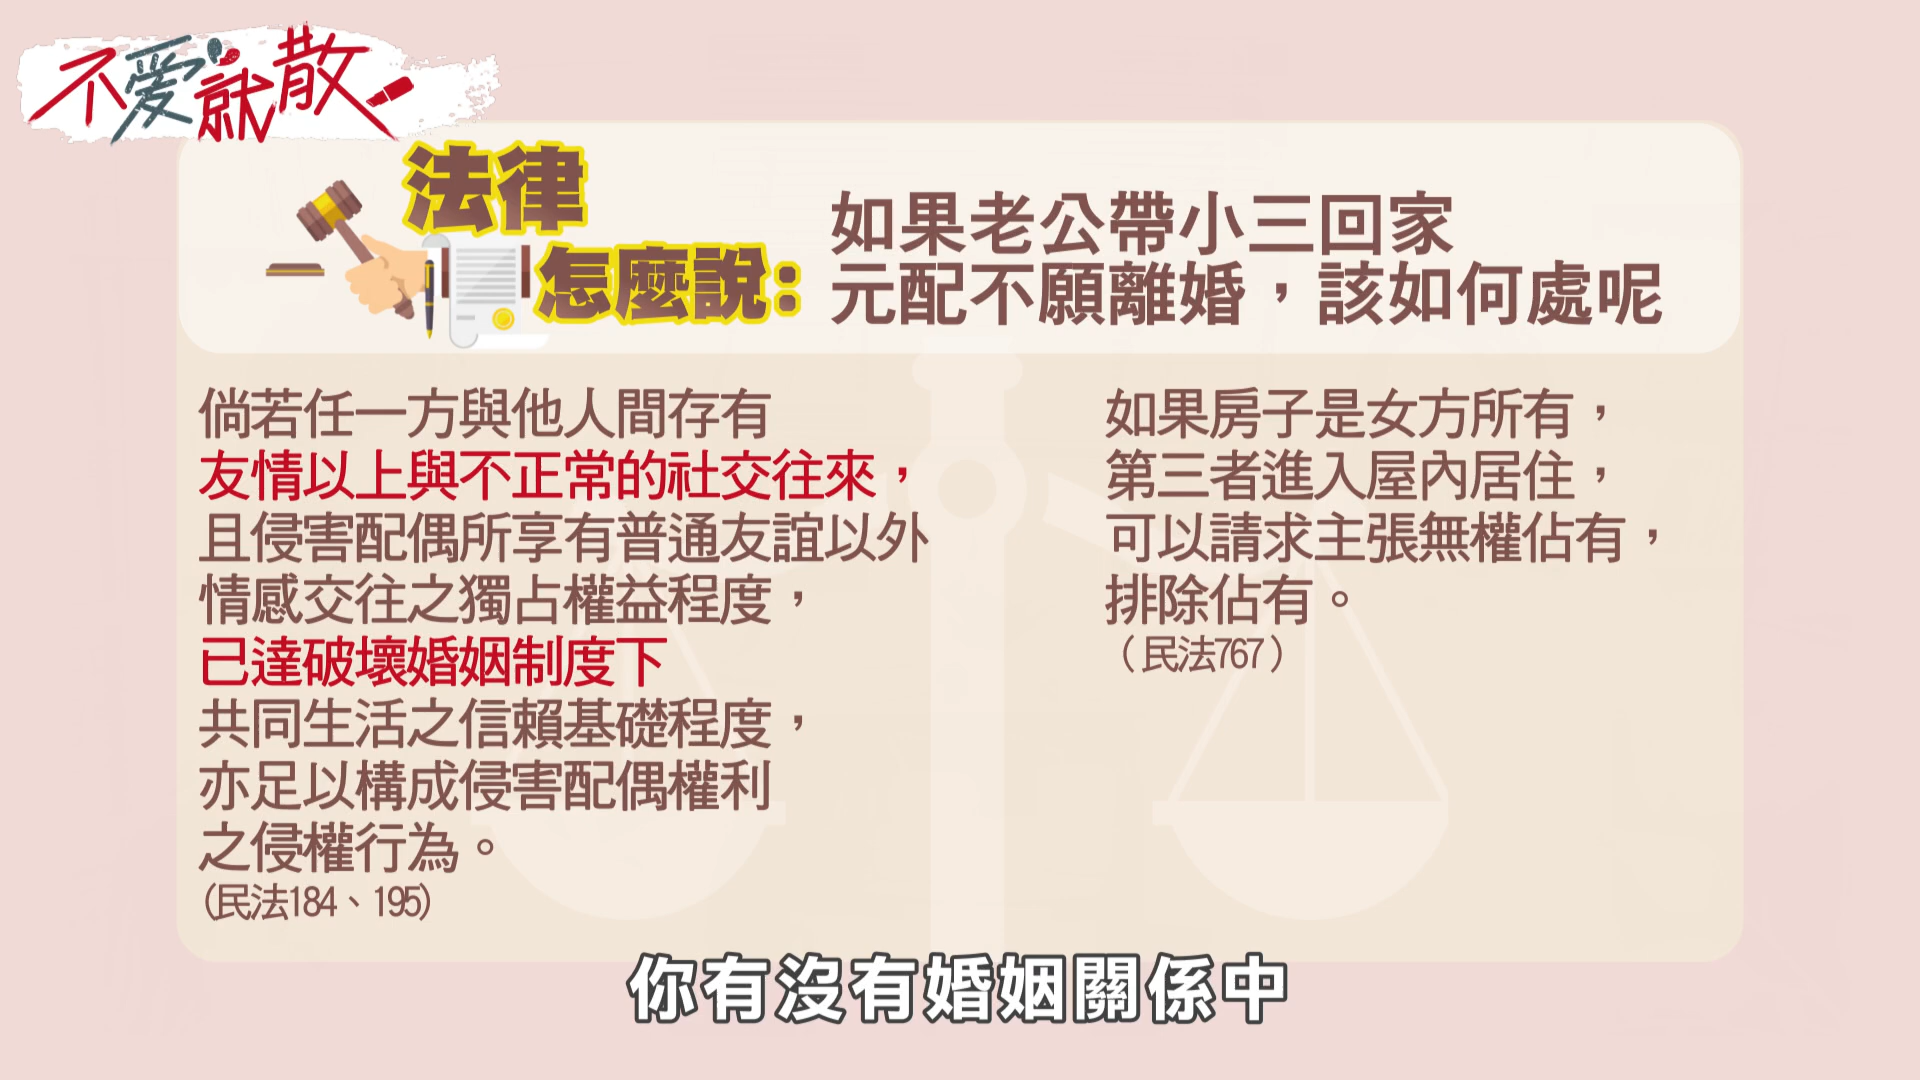 不愛就散
法律
怎麼說:
如果老公帶小三回家
元配不願離婚，該如何處呢
倘若任一方與他人間存有
友情以上與不正常的社交往來，
且侵害配偶所享有普通友誼以外
情感交往之獨占權益程度，
已達破壞婚姻制度下
共同生活之信賴基礎程度，
亦足以構成侵害配偶權利
之侵權行為。
(民法184、195)
如果房子是女方所有，
第三者進入屋內居住，
可以請求主張無權佔有，
排除佔有。
（民法767）
你有沒有婚姻關係中